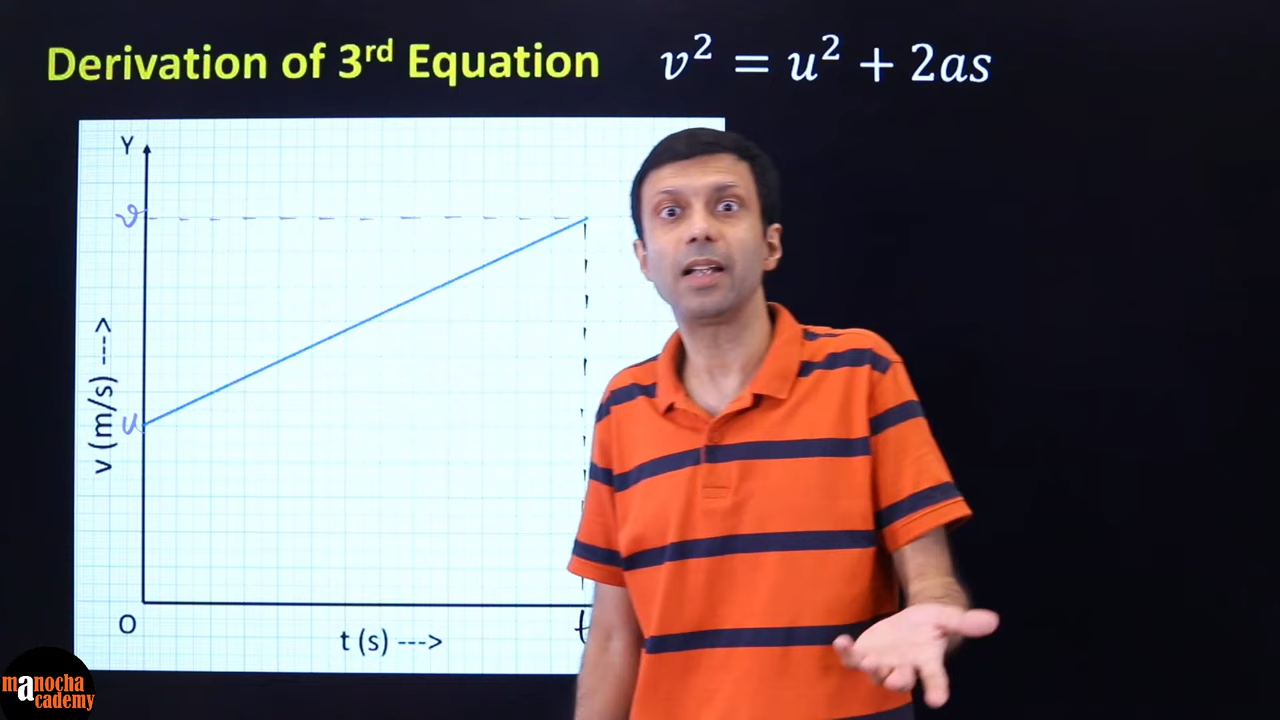 Derivation of 3rd Equation v² = u² + 2as
Y
v
v (m/s) --->
u
O
t (s) --->
t
manocha
academy